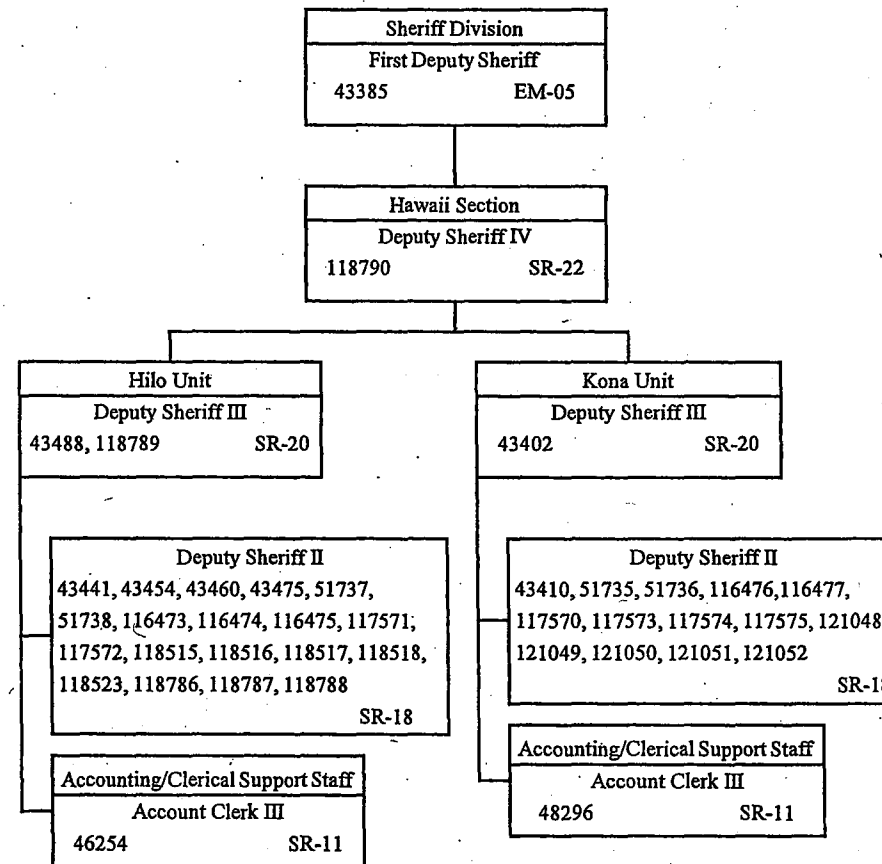 Sheriff Division
First Deputy Sheriff
43385 EM-05
Hawaii Section
Deputy Sheriff IV
118790 SR-22
Hilo Unit
Deputy Sheriff III
43488, 118789 SR-20
Deputy Sheriff II
43441, 43454, 43460, 43475, 51737,
51738, 116473, 116474, 116475, 117571,
117572, 118515, 118516, 118517, 118518,
118523, 118786, 118787, 118788
SR-18
Accounting/Clerical Support Staff
Account Clerk III
46254 SR-11
Kona Unit
Deputy Sheriff III
43402 SR-20
Deputy Sheriff II
43410, 51735, 51736, 116476,116477,
117570, 117573, 117574, 117575, 121048
121049, 121050, 121051, 121052
Accounting/Clerical Support Staff
Account Clerk III
48296 SR-11